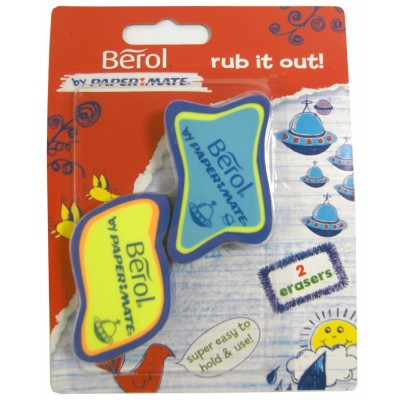 Berol
by PAPER MATE
rub it out!
Berol
by PAPER MATE
Berol
by PAPER MATE
2
erasers
super easy to
hold & use!